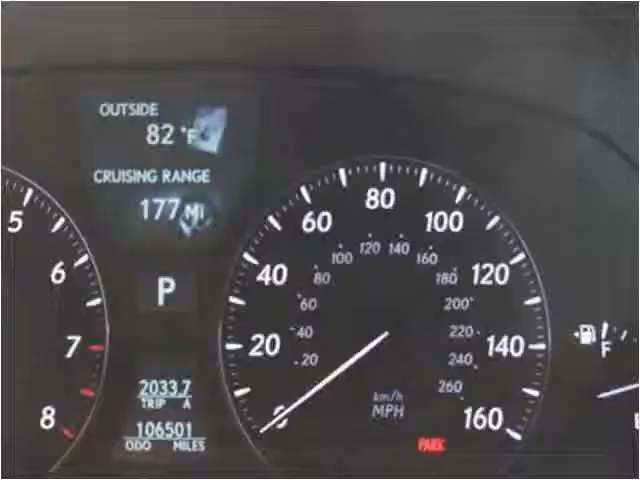 OUTSIDE
82 °F
CRUISING RANGE
177 MI
5
6
7
8
P
2033.7
TRIP A
106501
ODO MILES
0
20
40
60
80
100
120
140
160
20
40
60
80
100
120
140
160
180
200
220
240
260
km/h
MPH
PARK
F